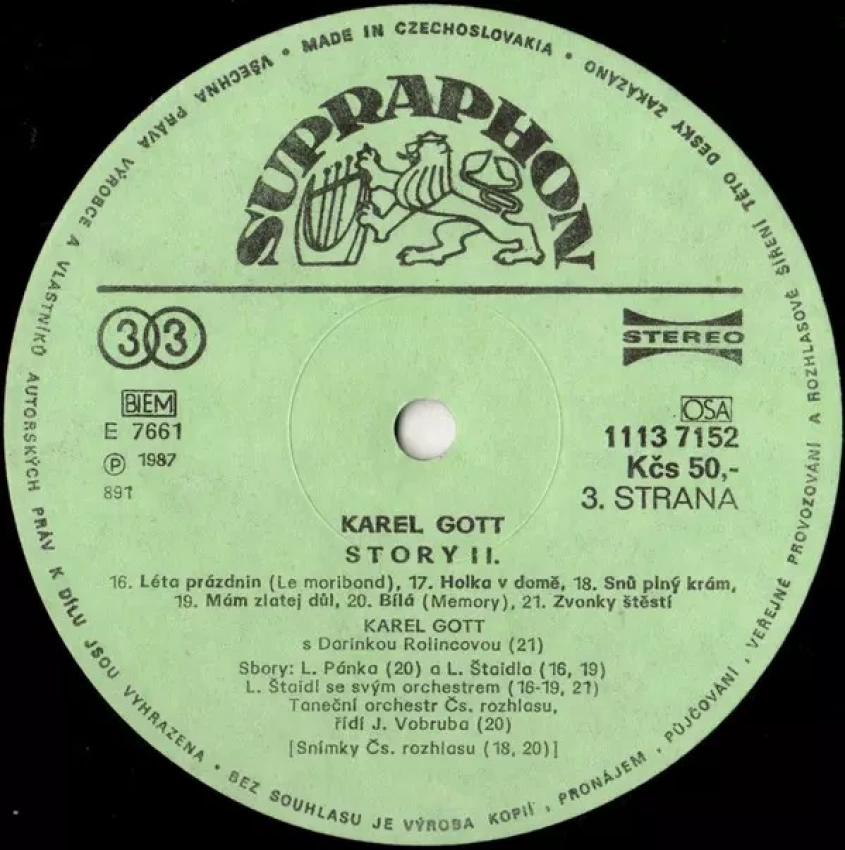 VŠECHNA PRÁVA VÝROBCE A VLASTNÍKŮ AUTORSKÝCH PRÁV K DÍLU JSOU VYHRAZENA • BEZ SOUHLASU JE VÝROBA KOPIÍ, PRONÁJEM, PŮJČOVÁNÍ, VEŘEJNÉ PROVOZOVÁNÍ A ROZHLASOVÉ ŠÍŘENÍ TÉTO DESKY ZAKÁZÁNO • MADE IN CZECHOSLOVAKIA •
SUPRAPHON
33
STEREO
BIEM
E 7661
Ⓟ 1987
891
OSA
1113 7152
Kčs 50,-
3. STRANA
KAREL GOTT
STORY II.
16. Léta prázdnin (Le moribond), 17. Holka v domě, 18. Snů plný krám,
19. Mám zlatej důl, 20. Bílá (Memory), 21. Zvonky štěstí
KAREL GOTT
s Darinkou Rolincovou (21)
Sbory: L. Pánka (20) a L. Štaidla (16, 19)
L. Štaidl se svým orchestrem (16-19, 21)
Taneční orchestr Čs. rozhlasu,
řídí J. Vobruba (20)
[Snímky Čs. rozhlasu (18, 20)]